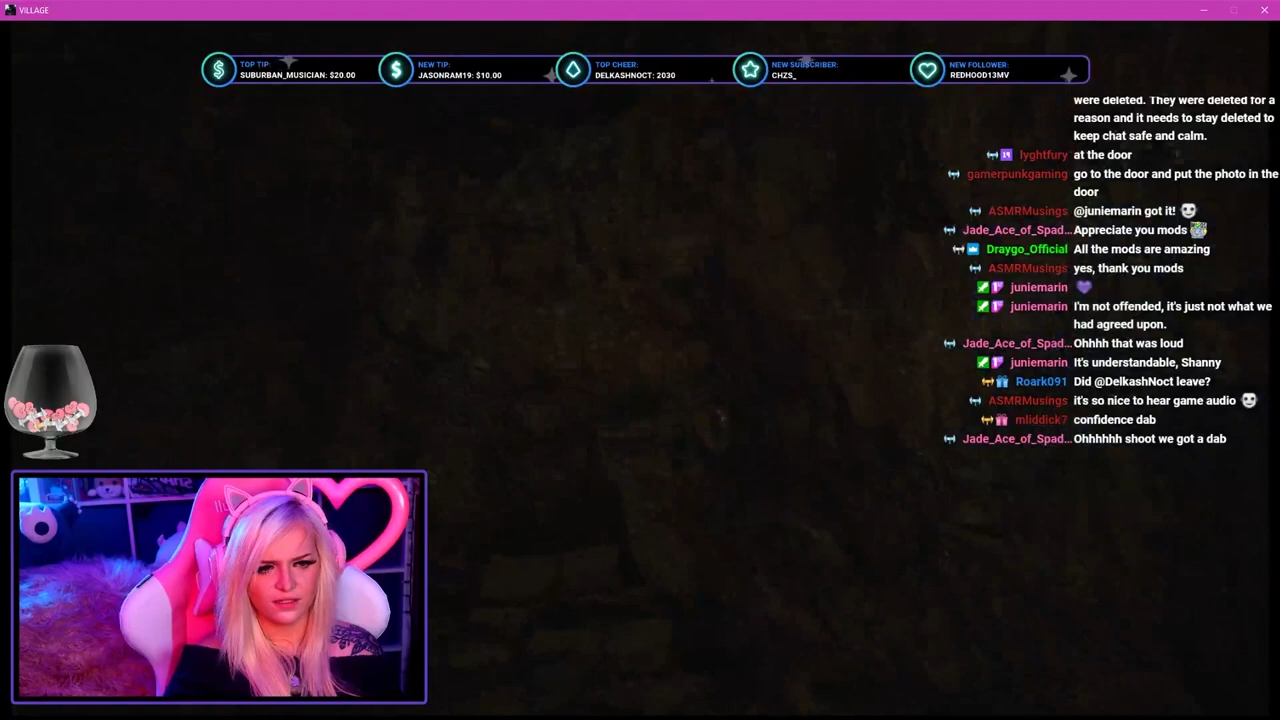 VILLAGE
TOP TIP:
SUBURBAN_MUSICIAN: $20.00
NEW TIP:
JASONRAM19: $10.00
TOP CHEER:
DELKASHNOCT: 2030
NEW SUBSCRIBER:
CHZS_
NEW FOLLOWER:
REDHOOD13MV
were deleted. They were deleted for a
reason and it needs to stay deleted to
keep chat safe and calm.
lyghtfury at the door
gamerpunkgaming go to the door and put the photo in the
door
ASMRMusings @juniemarin got it!
Jade_Ace_of_Spad... Appreciate you mods
Draygo_Official All the mods are amazing
ASMRMusings yes, thank you mods
juniemarin
juniemarin I'm not offended, it's just not what we
had agreed upon.
Jade_Ace_of_Spad... Ohhhh that was loud
juniemarin It's understandable, Shanny
Roark091 Did @DelkashNoct leave?
ASMRMusings it's so nice to hear game audio
mliddick7 confidence dab
Jade_Ace_of_Spad... Ohhhhhh shoot we got a dab